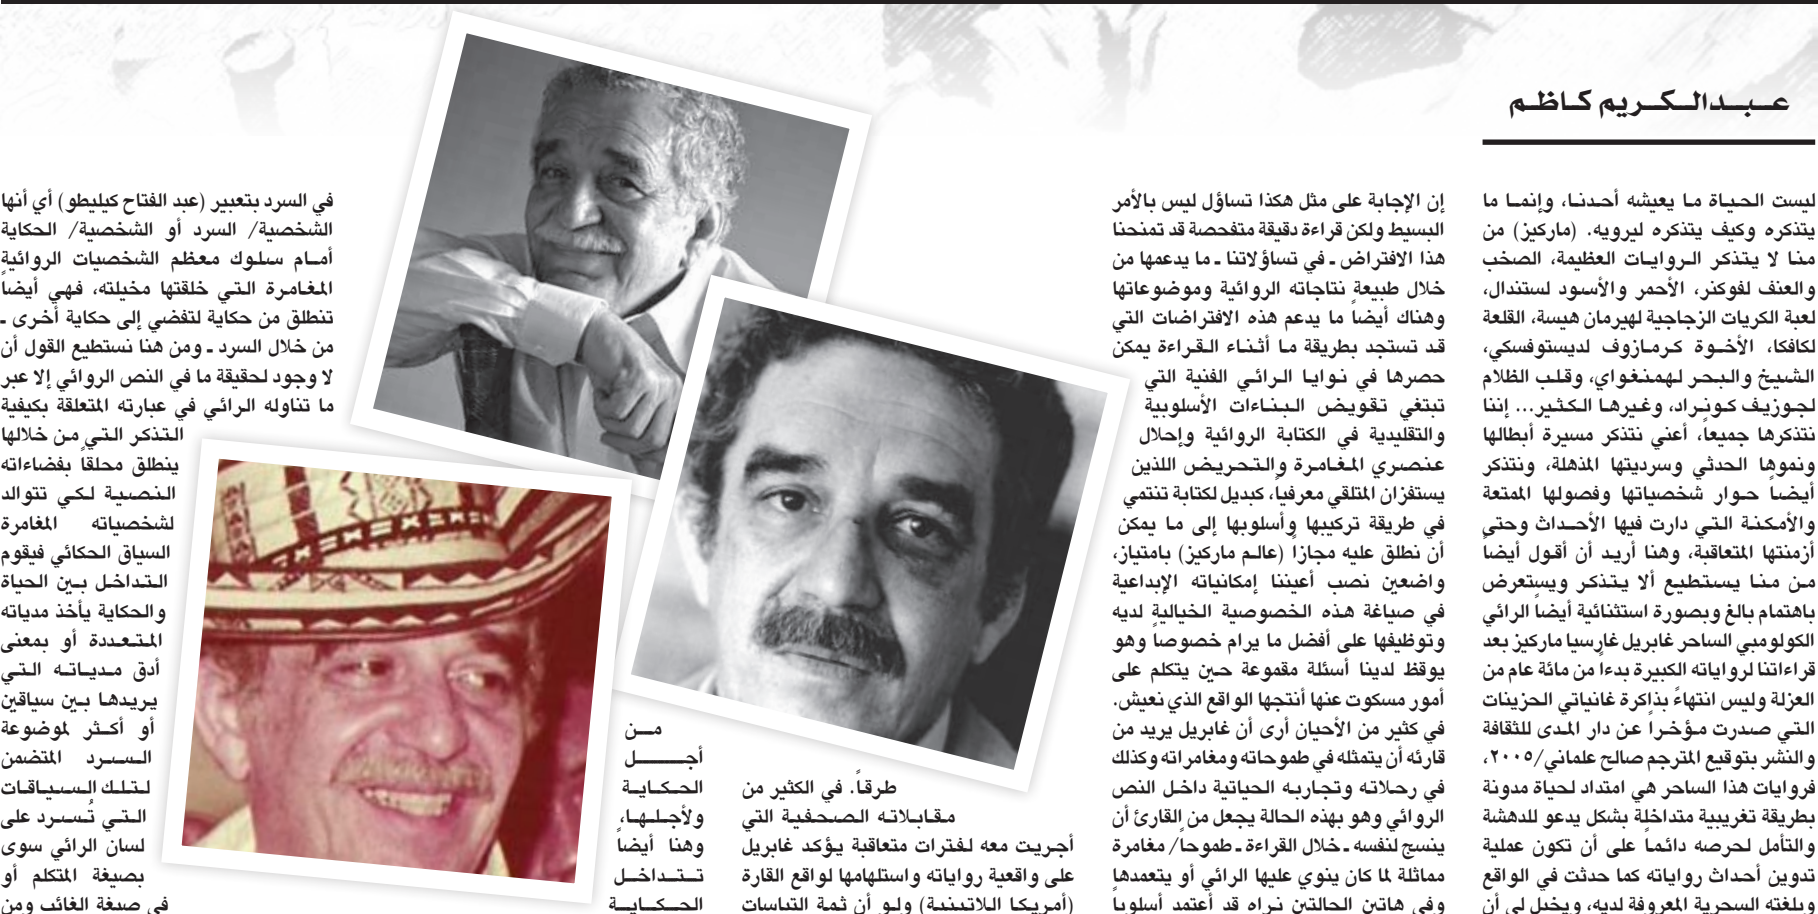 عبدالكريم كاظم
ليست الحياة ما يعيشه أحدنا، وإنما ما
يتذكره وكيف يتذكره ليرويه. (ماركيز) من
منا لا يتذكر الروايات العظيمة، الصخب
والعنف لفوكنر، الأحمر والأسود لستندال،
لعبة الكريات الزجاجية لهيرمان هيسة، القلعة
لكافكا، الأخوة كرمازوف لديستوفسكي،
الشيخ والبحر لهمنغواي، وقلب الظلام
لجوزيف كونراد، وغيرها الكثير... إننا
نتذكرها جميعاً، أعني نتذكر مسيرة أبطالها
ونموها الحدثي وسرديتها المذهلة، ونتذكر
أيضاً حوار شخصياتها وفصولها الممتعة
والأمكنة التي دارت فيها الأحداث وحتى
أزمنتها المتعاقبة، وهنا أريد أن أقول أيضاً
من منا يستطيع ألا يتذكر ويستعرض
باهتمام بالغ وبصورة استثنائية أيضاً الرائي
الكولومبي الساحر غابريل غارسيا ماركيز بعد
قراءاتنا لرواياته الكبيرة بدءاً من مائة عام من
العزلة وليس انتهاءً بذاكرة غانياتي الحزينات
التي صدرت مؤخراً عن دار المدى للثقافة
والنشر بتوقيع المترجم صالح علماني/٢٠٠٥،
فروايات هذا الساحر هي امتداد لحياة مدونة
بطريقة تغريبية متداخلة بشكل يدعو للدهشة
والتأمل لحرصه دائماً على أن تكون عملية
تدوين أحداث رواياته كما حدثت في الواقع
وبلغته السحرية المعروفة لديه، ويخيل لي أن
إن الإجابة على مثل هكذا تساؤل ليس بالأمر
البسيط ولكن قراءة دقيقة متفحصة قد تمنحنا
هذا الافتراض ـ في تساؤلاتنا ـ ما يدعمها من
خلال طبيعة نتاجاته الروائية وموضوعاتها
وهناك أيضاً ما يدعم هذه الافتراضات التي
قد تستجد بطريقة ما أثناء القراءة يمكن
حصرها في نوايا الرائي الفنية التي
تبتغي تقويض البناءات الأسلوبية
والتقليدية في الكتابة الروائية وإحلال
عنصري المغامرة والتحريض اللذين
يستفزان المتلقي معرفياً، كبديل لكتابة تنتمي
في طريقة تركيبها وأسلوبها إلى ما يمكن
أن نطلق عليه مجازاً (عالم ماركيز) بامتياز،
واضعين نصب أعيننا إمكانياته الإبداعية
في صياغة هذه الخصوصية الخيالية لديه
وتوظيفها على أفضل ما يرام خصوصاً وهو
يوقظ لدينا أسئلة مقموعة حين يتكلم على
أمور مسكوت عنها أنتجها الواقع الذي نعيش.
في كثير من الأحيان أرى أن غابريل يريد من
قارئه أن يتمثله في طموحاته ومغامراته وكذلك
في رحلاته وتجاربه الحياتية داخل النص
الروائي وهو بهذه الحالة يجعل من القارئ أن
ينسج لنفسه ـ خلال القراءة ـ طموحاً/ مغامرة
مماثلة لما كان ينوي عليها الرائي أو يتعمدها
وفي هاتين الحالتين نراه قد أعتمد أسلوباً
طرقاً. في الكثير من
مقابلاته الصحفية التي
أجريت معه لفترات متعاقبة يؤكد غابريل
على واقعية رواياته واستلهامها لواقع القارة
(أمريكا اللاتينية) ولو أن ثمة التباسات
من
أجل
الحكاية
ولأجلها،
وهنا أيضاً
تتداخل
الحكاية
في السرد بتعبير (عبد الفتاح كيليطو) أي أنها
الشخصية/ السرد أو الشخصية/ الحكاية
أمام سلوك معظم الشخصيات الروائية
المغامرة التي خلقتها مخيلته، فهي أيضاً
تنطلق من حكاية لتفضي إلى حكاية أخرى ـ
من خلال السرد ـ ومن هنا نستطيع القول أن
لا وجود لحقيقة ما في النص الروائي إلا عبر
ما تناوله الرائي في عبارته المتعلقة بكيفية
التذكر التي من خلالها
ينطلق محلقاً بفضاءاته
النصية لكي تتوالد
لشخصياته المغامرة
السياق الحكائي فيقوم
التداخل بين الحياة
والحكاية يأخذ مدياته
المتعددة أو بمعنى
أدق مدياته التي
يريدها بين سياقين
أو أكثر لموضوعة
السرد المتضمن
لتلك السياقات
التي تُسرد على
لسان الرائي سوى
بصيغة المتكلم أو
في صيغة الغائب ومن